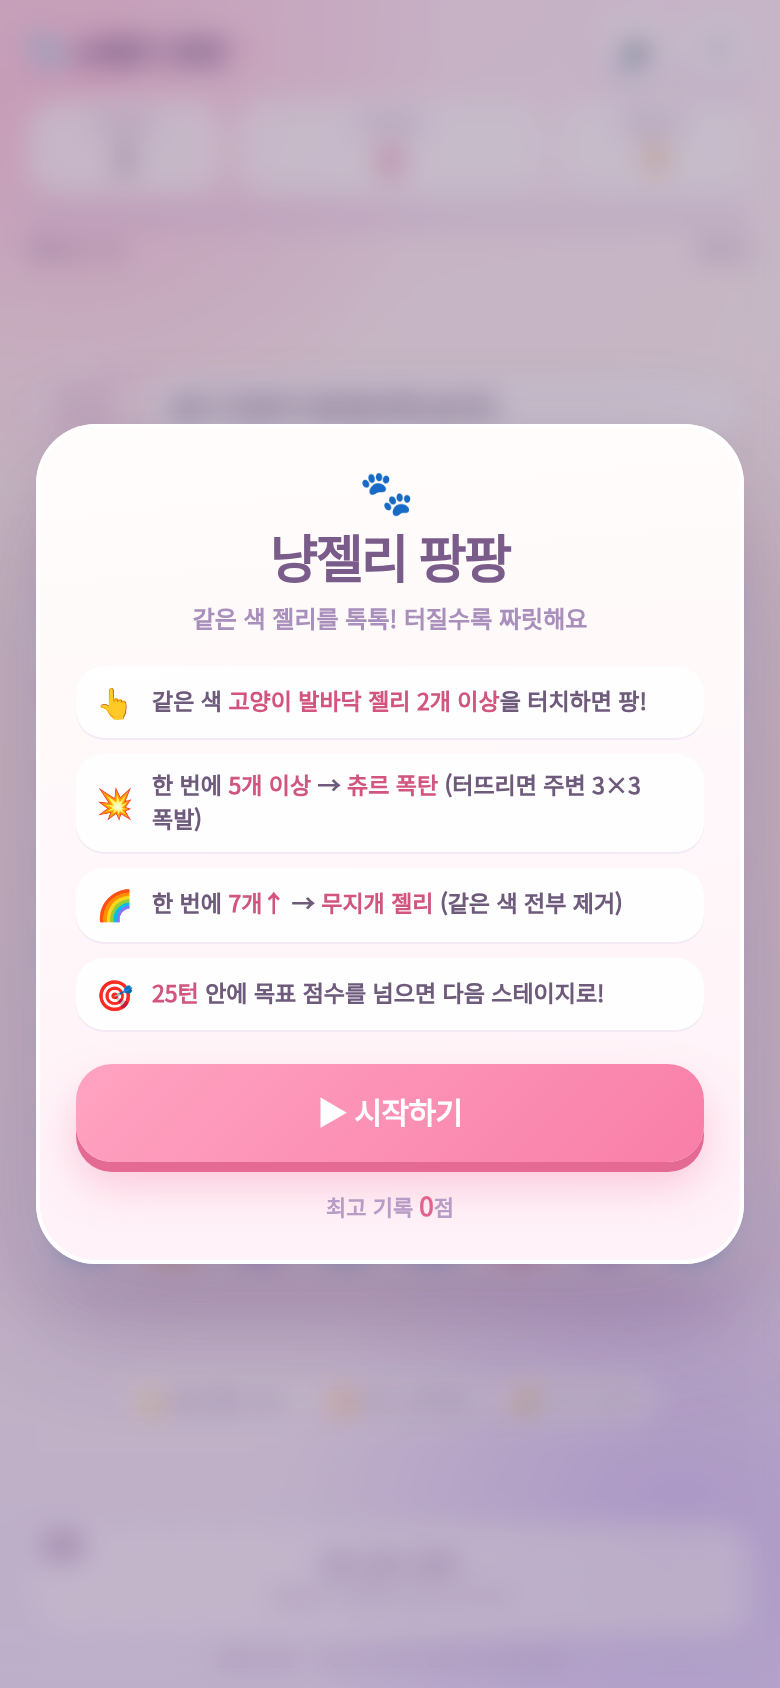 냥젤리 팡팡
같은 색 젤리를 톡톡! 터질수록 짜릿해요
같은 색 고양이 발바닥 젤리 2개 이상을 터치하면 팡!
한 번에 5개 이상 → 츄르 폭탄 (터뜨리면 주변 3×3
폭발)
한 번에 7개↑ → 무지개 젤리 (같은 색 전부 제거)
25턴 안에 목표 점수를 넘으면 다음 스테이지로!
▶ 시작하기
최고 기록 0점